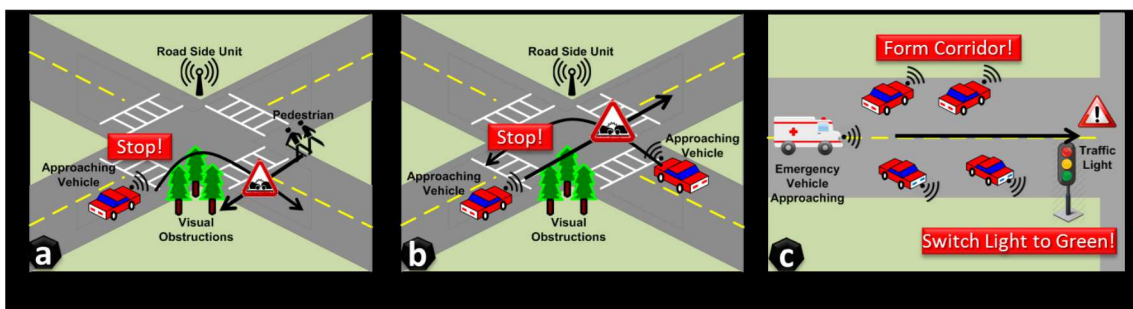 Road Side Unit
Pedestrian
Stop!
Approaching
Vehicle
Visual
Obstructions
a
Road Side Unit
Stop!
Approaching
Vehicle
Approaching
Vehicle
Visual
Obstructions
b
Form Corridor!
Emergency
Vehicle
Approaching
Traffic
Light
Switch Light to Green!
c